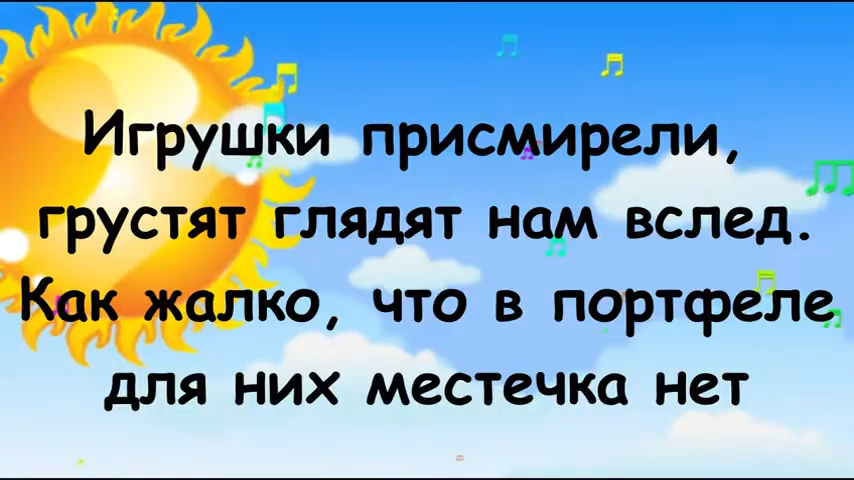 Игрушки присмирели,
грустят глядят нам вслед.
Как жалко, что в портфеле
для них местечка нет